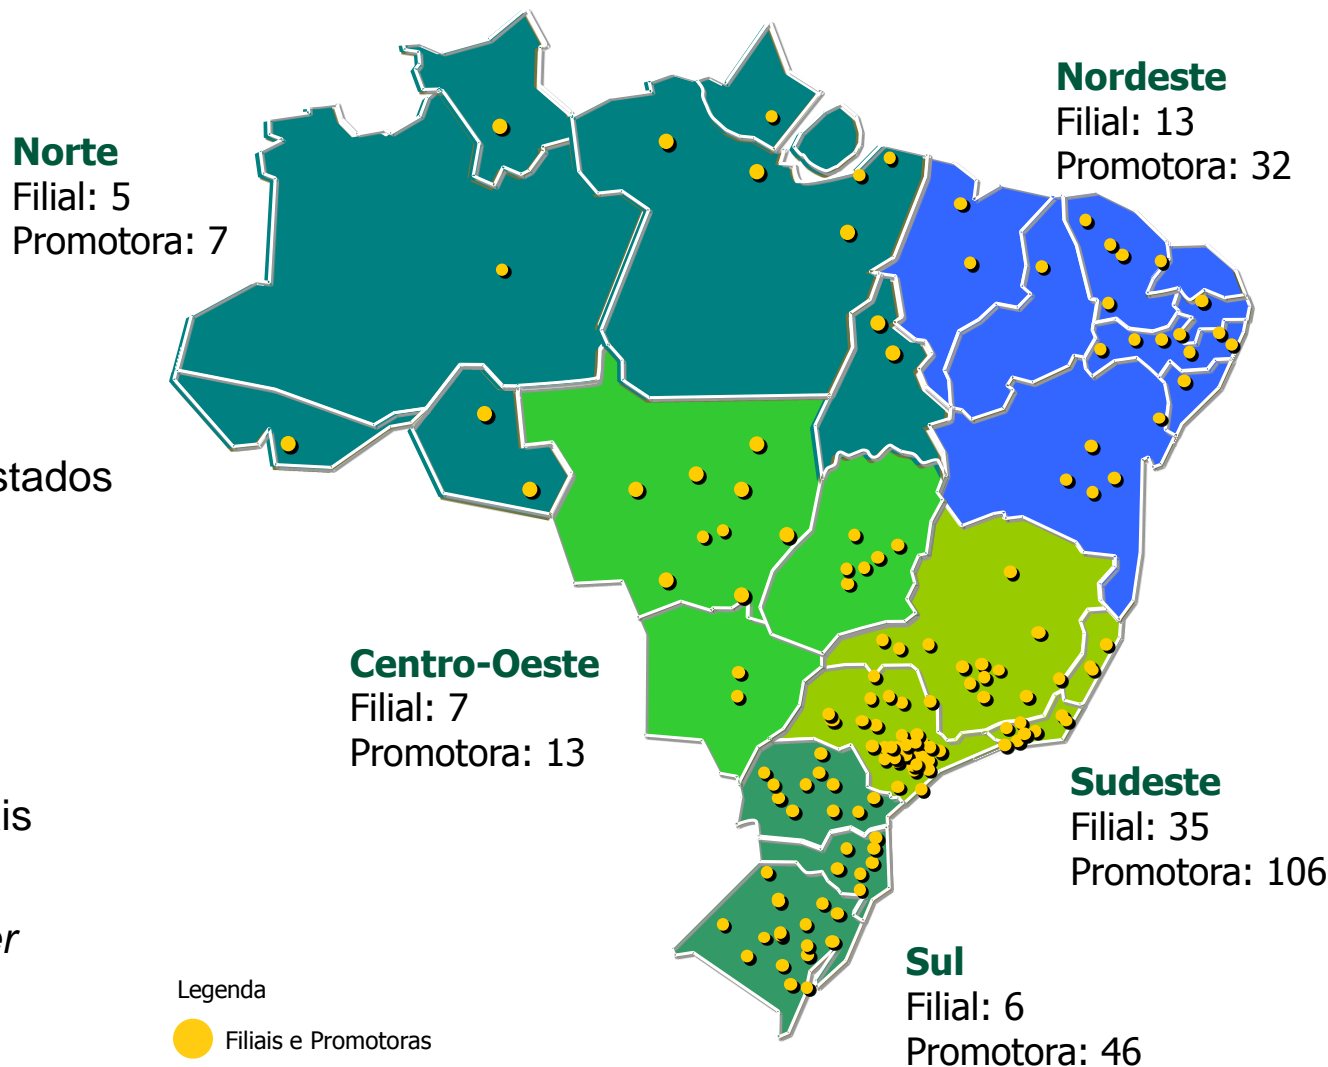 Nordeste
Filial: 13
Promotora: 32
Norte
Filial: 5
Promotora: 7
stados
Centro-Oeste
Filial: 7
Promotora: 13
is
Sudeste
Filial: 35
Promotora: 106
er
Sul
Filial: 6
Promotora: 46
Legenda
Filiais e Promotoras